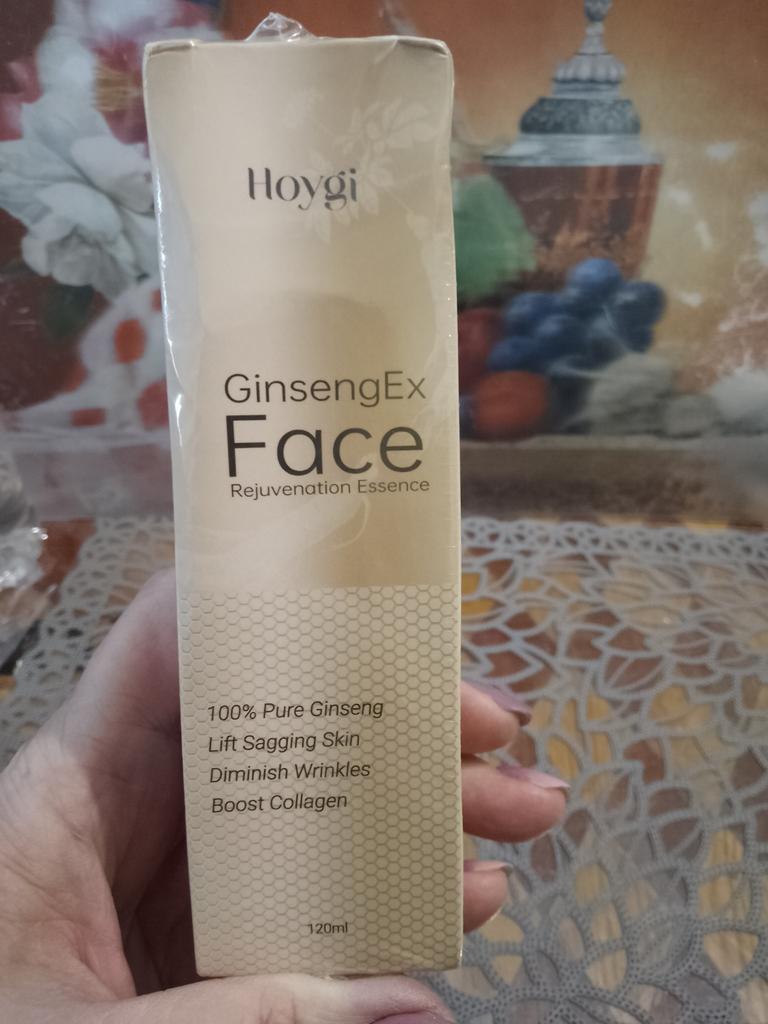 Hoygi
GinsengEx
Face
Rejuvenation Essence
100% Pure Ginseng
Lift Sagging Skin
Diminish Wrinkles
Boost Collagen
120ml